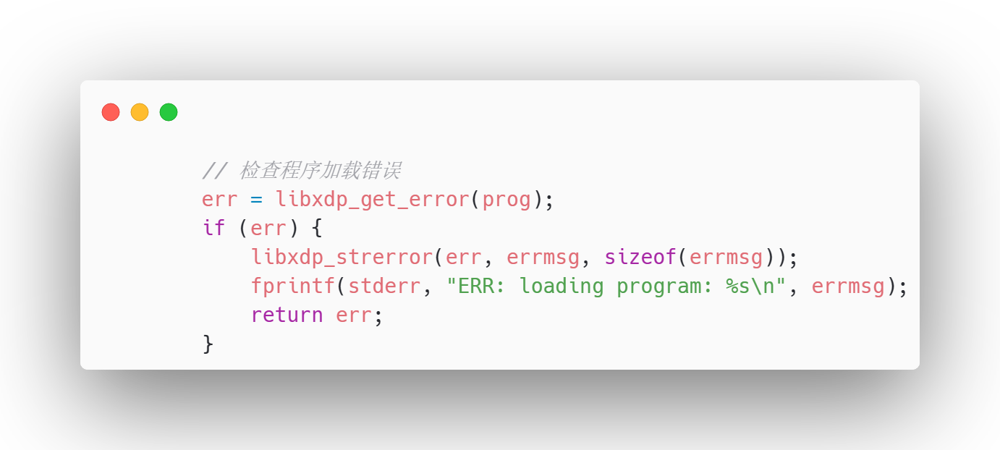 // 检查程序加载错误
err = libxdp_get_error(prog);
if (err) {
    libxdp_strerror(err, errmsg, sizeof(errmsg));
    fprintf(stderr, "ERR: loading program: %s\n", errmsg);
    return err;
}